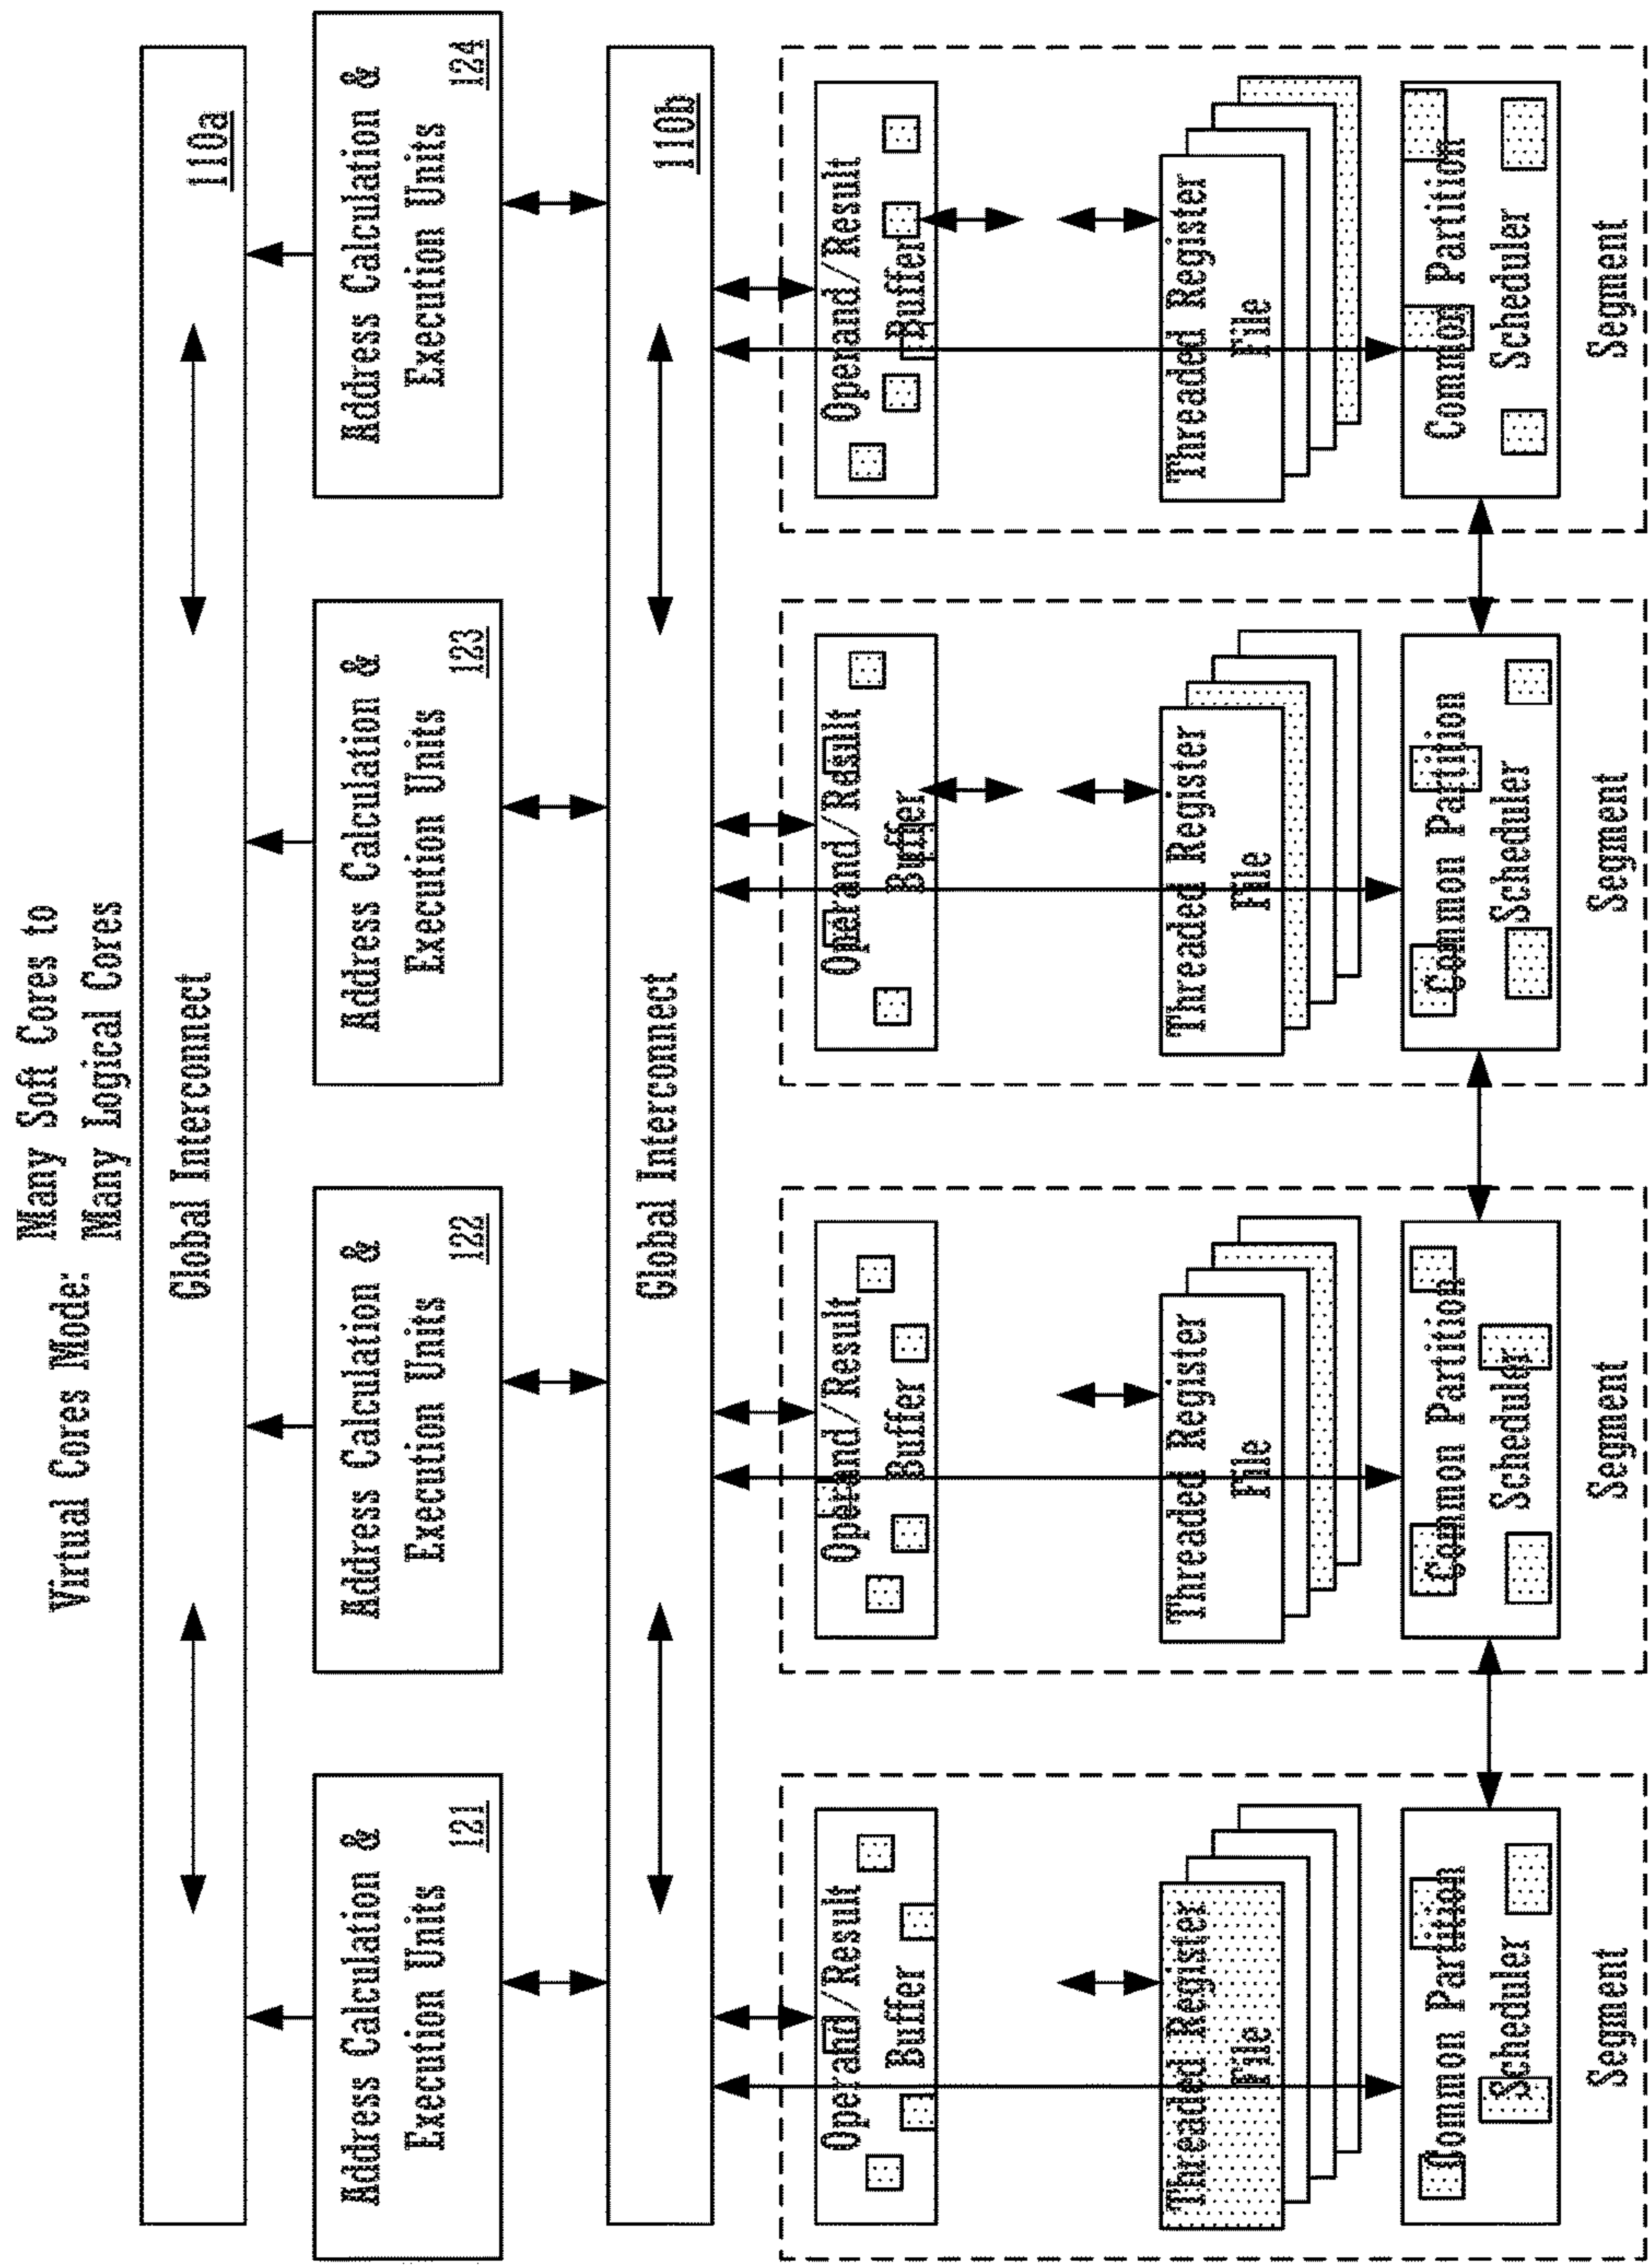 Virtual Cores Mode:
Many Soft Cores to
Many Logical Cores
Global Interconnect
110a
Address Calculation &
Execution Units
121
Address Calculation &
Execution Units
122
Address Calculation &
Execution Units
123
Address Calculation &
Execution Units
124
Global Interconnect
110b
Operand/Result
Buffer
Operand/Result
Buffer
Operand/Result
Buffer
Operand/Result
Buffer
Threaded Register
File
Threaded Register
File
Threaded Register
File
Threaded Register
File
Common Partition
Scheduler
Common Partition
Scheduler
Common Partition
Scheduler
Common Partition
Scheduler
Segment
Segment
Segment
Segment